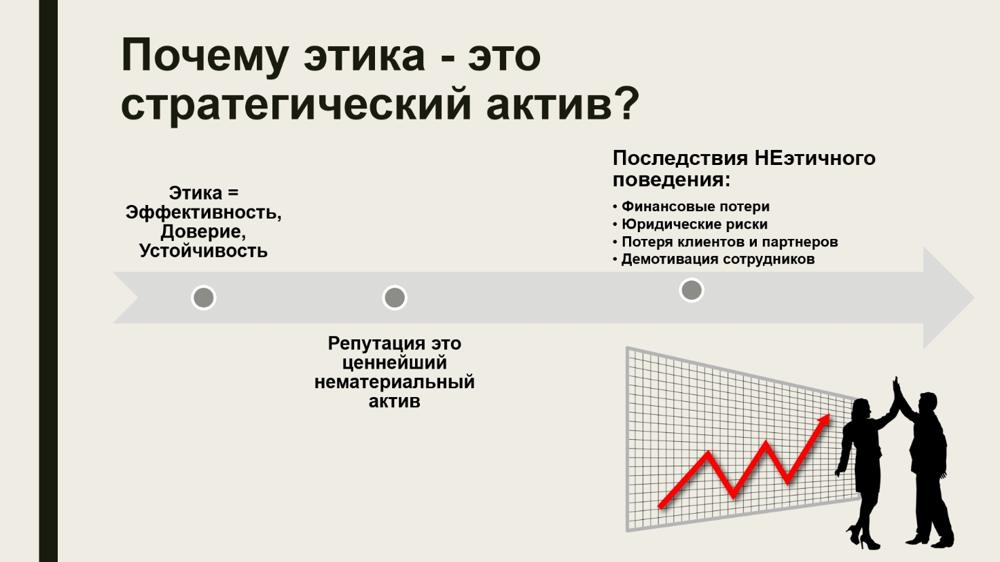 Почему этика - это
стратегический актив?
Этика =
Эффективность,
Доверие,
Устойчивость
Репутация это
ценнейший
нематериальный
актив
Последствия НЕэтичного
поведения:
• Финансовые потери
• Юридические риски
• Потеря клиентов и партнеров
• Демотивация сотрудников